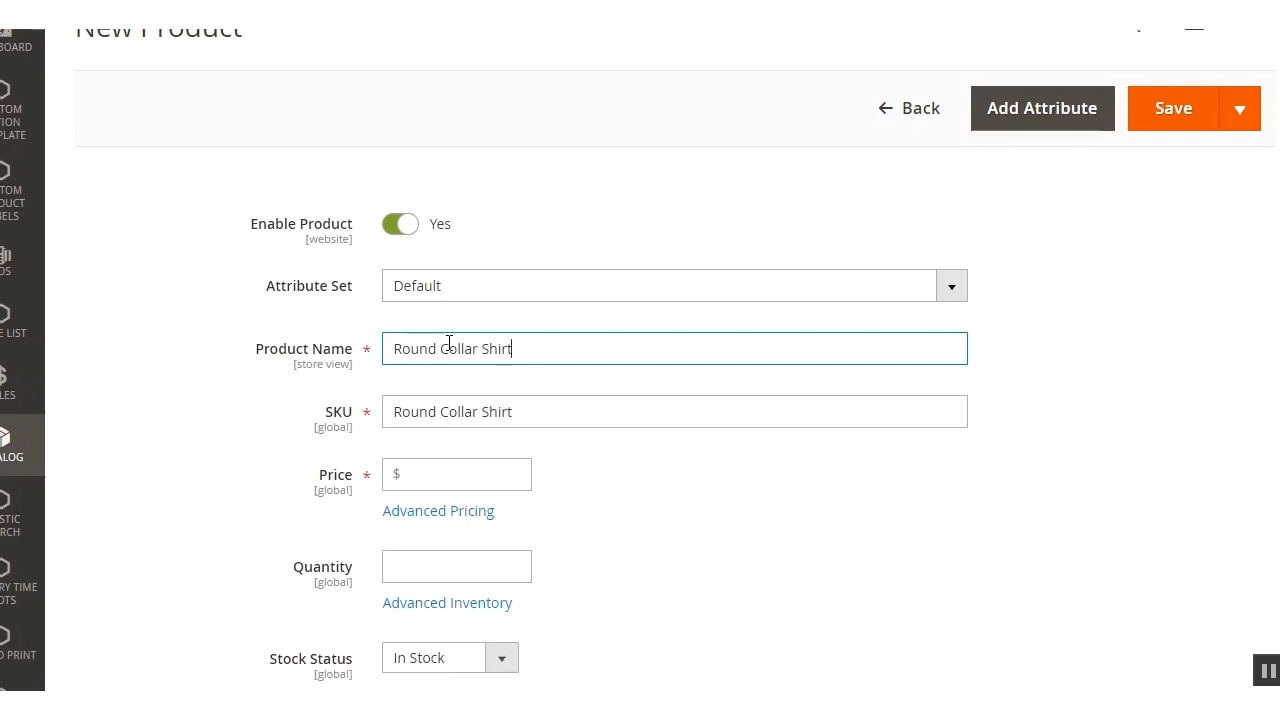 New Product
BOARD
TOM
TION
PLATE
TOM
DUCT
BELS
OS
E LIST
LES
ALOG
STIC
RCH
RY TIME
OTS
O PRINT
← Back
Add Attribute
Save
Enable Product
[website]
Yes
Attribute Set
Default
Product Name *
[store view]
Round Collar Shirt
SKU *
[global]
Round Collar Shirt
Price *
[global]
$
Advanced Pricing
Quantity
[global]
Advanced Inventory
Stock Status
[global]
In Stock